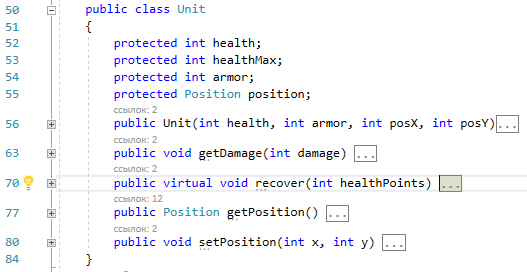 50 public class Unit
51 {
52 protected int health;
53 protected int healthMax;
54 protected int armor;
55 protected Position position;
ссылок: 2
56 public Unit(int health, int armor, int posX, int posY)...
ссылок: 2
63 public void getDamage(int damage) ...
ссылок: 2
70 public virtual void recover(int healthPoints) ...
ссылок: 12
77 public Position getPosition() ...
ссылок: 2
80 public void setPosition(int x, int y) ...
84 }